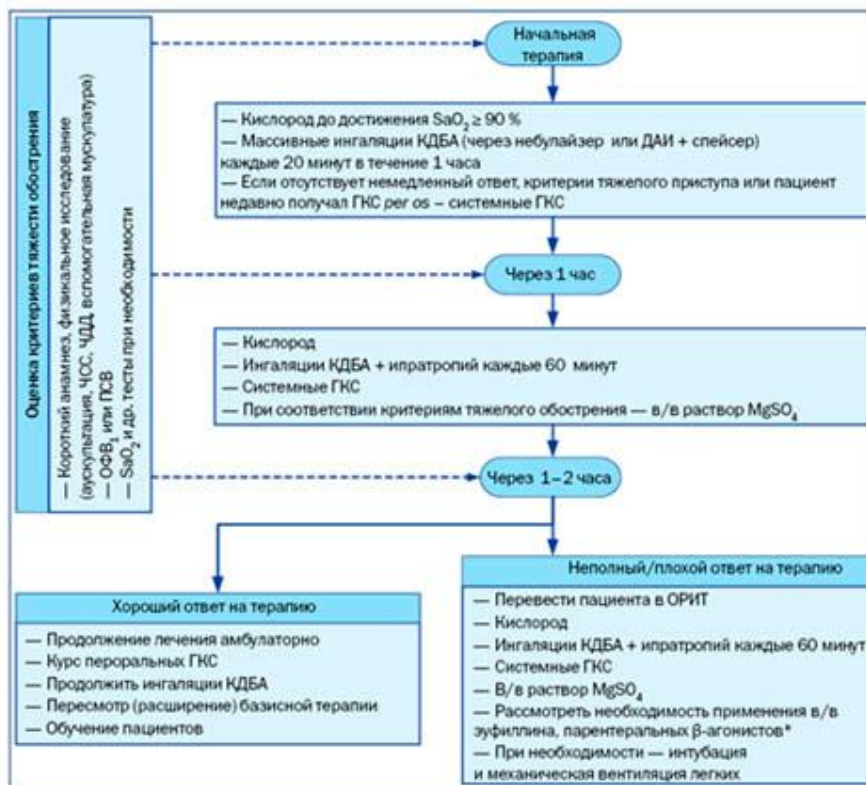 Оценка критериев тяжести обострения
— Короткий анамнез, физикальное исследование
(аускультация, ЧСС, ЧДД, вспомогательная мускулатура)
— ОФВ₁ или ПСВ
— SaO₂ и др. тесты при необходимости
Начальная
терапия
— Кислород до достижения SaO₂ ≥ 90 %
— Массивные ингаляции КДБА (через небулайзер или ДАИ + спейсер)
каждые 20 минут в течение 1 часа
— Если отсутствует немедленный ответ, критерии тяжелого приступа или пациент
недавно получал ГКС per os – системные ГКС
Через 1 час
— Кислород
— Ингаляции КДБА + ипратропий каждые 60 минут
— Системные ГКС
— При соответствии критериям тяжелого обострения — в/в раствор MgSO₄
Через 1–2 часа
Хороший ответ на терапию
— Продолжение лечения амбулаторно
— Курс пероральных ГКС
— Продолжить ингаляции КДБА
— Пересмотр (расширение) базисной терапии
— Обучение пациентов
Неполный/плохой ответ на терапию
— Перевести пациента в ОРИТ
— Кислород
— Ингаляции КДБА + ипратропий каждые 60 минут
— Системные ГКС
— В/в раствор MgSO₄
— Рассмотреть необходимость применения в/в
эуфиллина, парентеральных β-агонистов*
— При необходимости — интубация
и механическая вентиляция легких